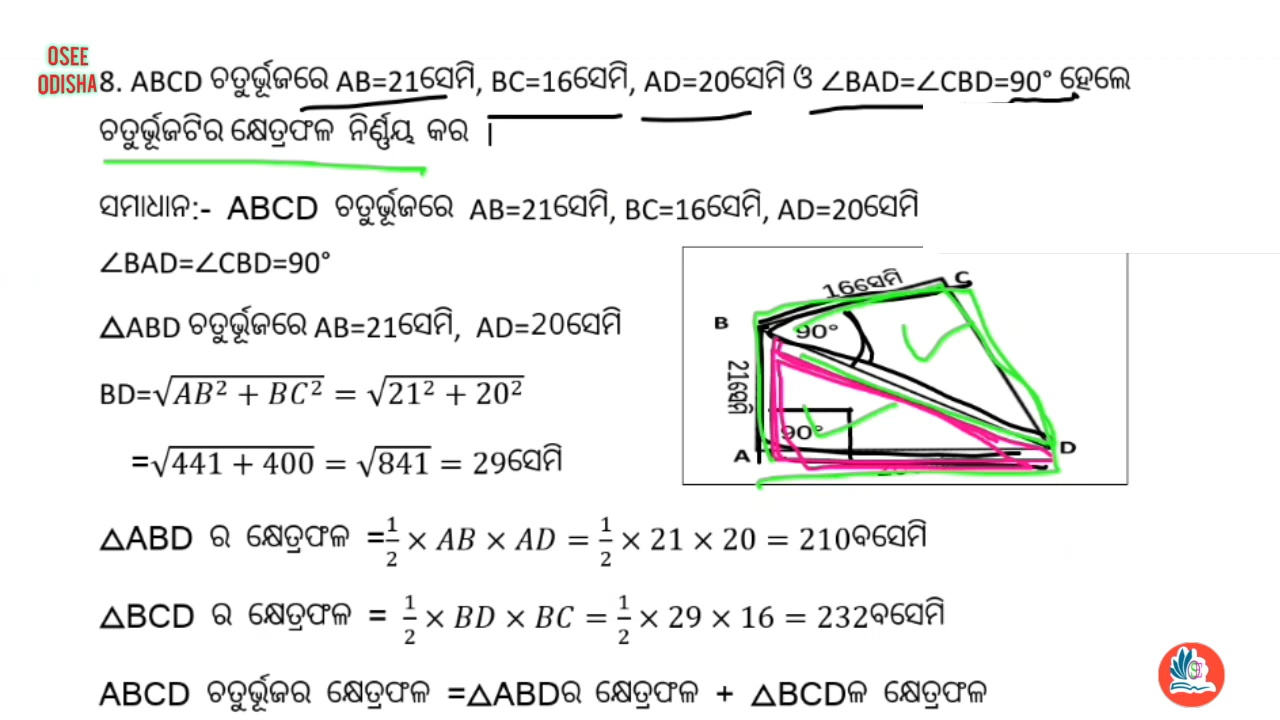 OSEE
ODISHA
8. ABCD ଚତୁର୍ଭୂଜରେ AB=21ସେମି, BC=16ସେମି, AD=20ସେମି ଓ ∠BAD=∠CBD=90° ହେଲେ
ଚତୁର୍ଭୂଜଟିର କ୍ଷେତ୍ରଫଳ ନିର୍ଣ୍ଣୟ କର ।
ସମାଧାନ:- ABCD ଚତୁର୍ଭୂଜରେ AB=21ସେମି, BC=16ସେମି, AD=20ସେମି
∠BAD=∠CBD=90°
△ABD ଚତୁର୍ଭୂଜରେ AB=21ସେମି, AD=20ସେମି
BD=√(AB² + BC²) = √(21² + 20²)
=√(441 + 400) = √841 = 29ସେମି
16ସେମି
C
B
90°
21ସେମି
90°
A
D
△ABD ର କ୍ଷେତ୍ରଫଳ =1/2 × AB × AD = 1/2 × 21 × 20 = 210ବସେମି
△BCD ର କ୍ଷେତ୍ରଫଳ = 1/2 × BD × BC = 1/2 × 29 × 16 = 232ବସେମି
ABCD ଚତୁର୍ଭୂଜର କ୍ଷେତ୍ରଫଳ =△ABDର କ୍ଷେତ୍ରଫଳ + △BCDଳ କ୍ଷେତ୍ରଫଳ